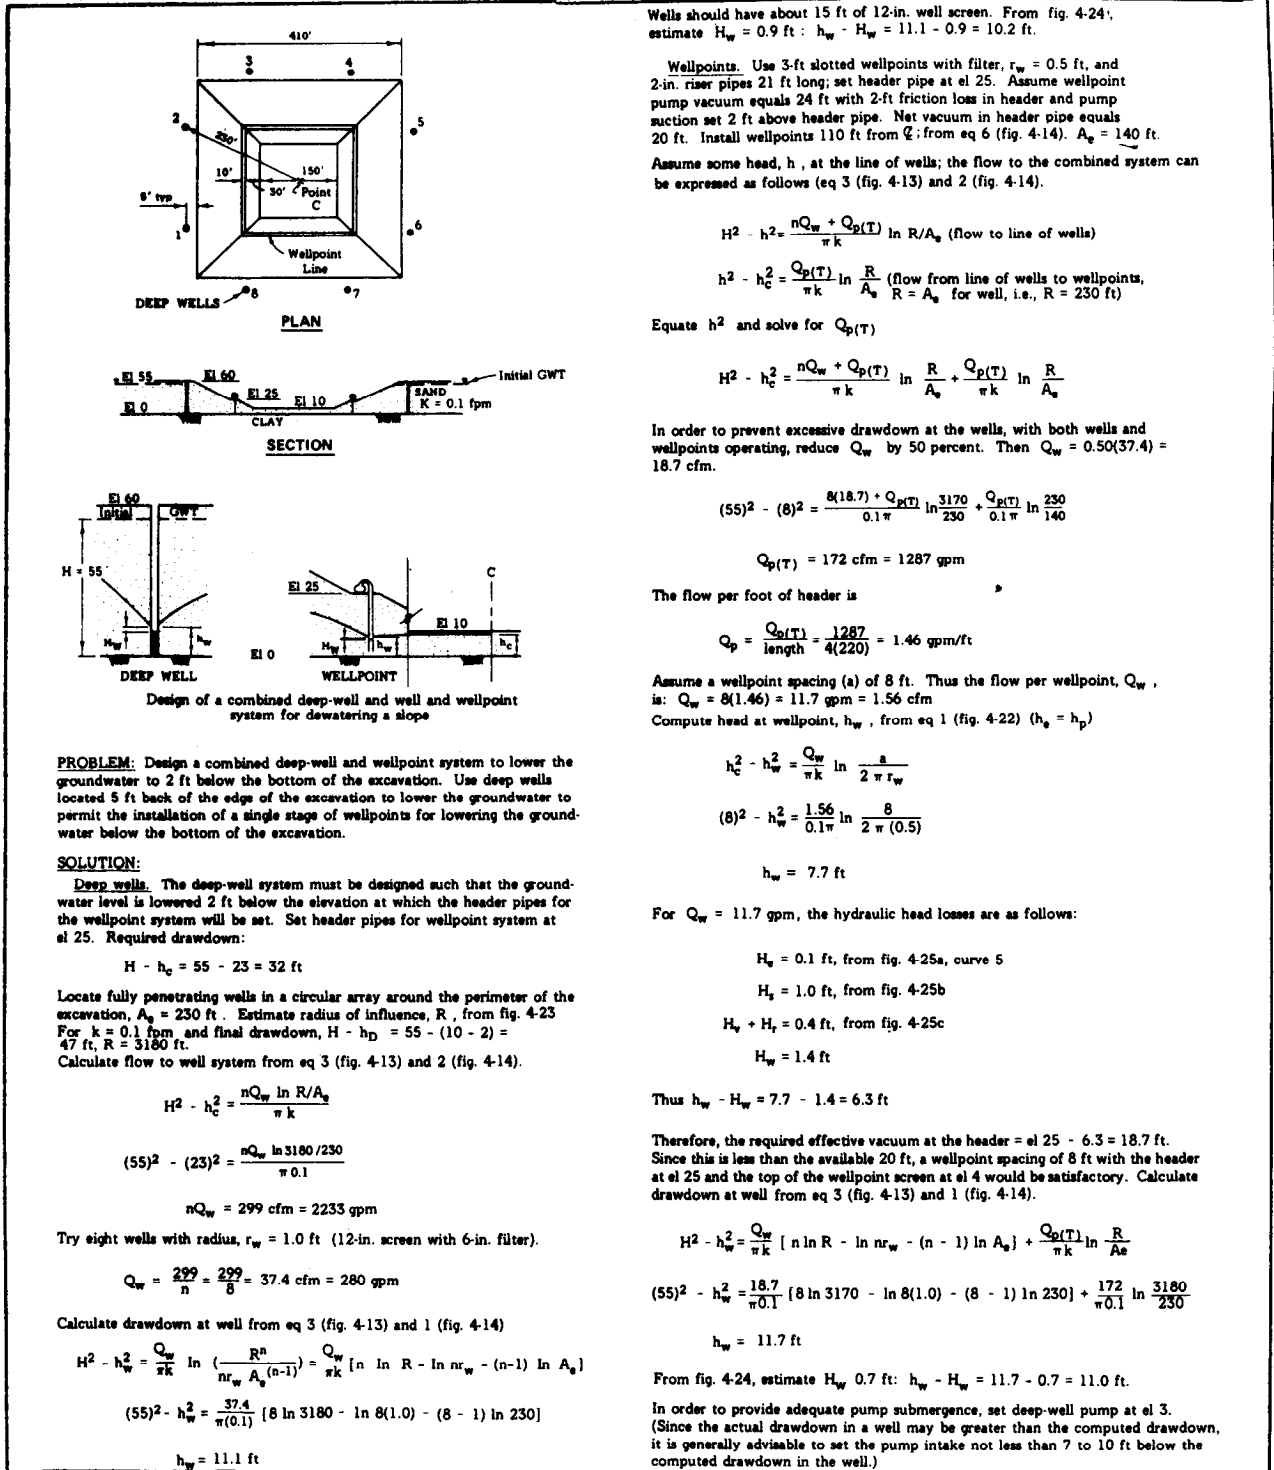 410'
3
4
2
5
230'
10'
150'
30'
Point
C
5' typ
1
6
Wellpoint
Line
DEEP WELLS
8
7
PLAN
El 55
El 60
Initial GWT
El 25
El 10
SAND
K = 0.1 fpm
El 0
CLAY
SECTION
El 60
Initial GWT
H = 55
H_w
h_w
El 0
DEEP WELL
El 25
C
El 10
H_w
h_w
h_c
WELLPOINT
Design of a combined deep-well and well and wellpoint
system for dewatering a slope
PROBLEM: Design a combined deep-well and wellpoint system to lower the
groundwater to 2 ft below the bottom of the excavation. Use deep wells
located 5 ft back of the edge of the excavation to lower the groundwater to
permit the installation of a single stage of wellpoints for lowering the ground-
water below the bottom of the excavation.
SOLUTION:
Deep wells. The deep-well system must be designed such that the ground-
water level is lowered 2 ft below the elevation at which the header pipes for
the wellpoint system will be set. Set header pipes for wellpoint system at
el 25. Required drawdown:
H - h_c = 55 - 23 = 32 ft
Locate fully penetrating wells in a circular array around the perimeter of the
excavation, A_e = 230 ft . Estimate radius of influence, R , from fig. 4-23
For k = 0.1 fpm and final drawdown, H - h_D = 55 - (10 - 2) =
47 ft, R = 3180 ft.
Calculate flow to well system from eq 3 (fig. 4-13) and 2 (fig. 4-14).
H² - h_c² = nQ_w ln R/A_e / π k
(55)² - (23)² = nQ_w ln 3180/230 / π 0.1
nQ_w = 299 cfm = 2233 gpm
Try eight wells with radius, r_w = 1.0 ft (12-in. screen with 6-in. filter).
Q_w = 299/n = 299/8 = 37.4 cfm = 280 gpm
Calculate drawdown at well from eq 3 (fig. 4-13) and 1 (fig. 4-14)
H² - h_w² = Q_w/πk ln (R^n / nr_w A_e^(n-1)) = Q_w/πk [n ln R - ln nr_w - (n-1) ln A_e]
(55)² - h_w² = 37.4/π(0.1) [8 ln 3180 - ln 8(1.0) - (8 - 1) ln 230]
h_w = 11.1 ft
Wells should have about 15 ft of 12-in. well screen. From fig. 4-24,
estimate H_w = 0.9 ft : h_w - H_w = 11.1 - 0.9 = 10.2 ft.
Wellpoints. Use 3-ft slotted wellpoints with filter, r_w = 0.5 ft, and
2-in. riser pipes 21 ft long; set header pipe at el 25. Assume wellpoint
pump vacuum equals 24 ft with 2-ft friction loss in header and pump
suction set 2 ft above header pipe. Net vacuum in header pipe equals
20 ft. Install wellpoints 110 ft from ℄; from eq 6 (fig. 4-14). A_e = 140 ft.
Assume some head, h , at the line of wells; the flow to the combined system can
be expressed as follows (eq 3 (fig. 4-13) and 2 (fig. 4-14).
H² - h² = nQ_w + Q_p(T) / π k ln R/A_e (flow to line of wells)
h² - h_c² = Q_p(T)/πk ln R/A_e (flow from line of wells to wellpoints,
R = A_e for well, i.e., R = 230 ft)
Equate h² and solve for Q_p(T)
H² - h_c² = nQ_w + Q_p(T) / π k ln R/A_e + Q_p(T)/π k ln R/A_e
In order to prevent excessive drawdown at the wells, with both wells and
wellpoints operating, reduce Q_w by 50 percent. Then Q_w = 0.50(37.4) =
18.7 cfm.
(55)² - (8)² = 8(18.7) + Q_p(T) / 0.1 π ln 3170/230 + Q_p(T)/0.1 π ln 230/140
Q_p(T) = 172 cfm = 1287 gpm
The flow per foot of header is
Q_p = Q_p(T)/length = 1287/4(220) = 1.46 gpm/ft
Assume a wellpoint spacing (a) of 8 ft. Thus the flow per wellpoint, Q_w ,
is: Q_w = 8(1.46) = 11.7 gpm = 1.56 cfm
Compute head at wellpoint, h_w , from eq 1 (fig. 4-22) (h_e = h_p)
h_c² - h_w² = Q_w/πk ln a / 2 π r_w
(8)² - h_w² = 1.56/0.1π ln 8 / 2 π (0.5)
h_w = 7.7 ft
For Q_w = 11.7 gpm, the hydraulic head losses are as follows:
H_e = 0.1 ft, from fig. 4-25a, curve 5
H_s = 1.0 ft, from fig. 4-25b
H_v + H_r = 0.4 ft, from fig. 4-25c
H_w = 1.4 ft
Thus h_w - H_w = 7.7 - 1.4 = 6.3 ft
Therefore, the required effective vacuum at the header = el 25 - 6.3 = 18.7 ft.
Since this is less than the available 20 ft, a wellpoint spacing of 8 ft with the header
at el 25 and the top of the wellpoint screen at el 4 would be satisfactory. Calculate
drawdown at well from eq 3 (fig. 4-13) and 1 (fig. 4-14).
H² - h_w² = Q_w/πk [ n ln R - ln nr_w - (n - 1) ln A_e] + Q_p(T)/πk ln R/Ae
(55)² - h_w² = 18.7/π0.1 [8 ln 3170 - ln 8(1.0) - (8 - 1) ln 230] + 172/π0.1 ln 3180/230
h_w = 11.7 ft
From fig. 4-24, estimate H_w 0.7 ft: h_w - H_w = 11.7 - 0.7 = 11.0 ft.
In order to provide adequate pump submergence, set deep-well pump at el 3.
(Since the actual drawdown in a well may be greater than the computed drawdown,
it is generally advisable to set the pump intake not less than 7 to 10 ft below the
computed drawdown in the well.)